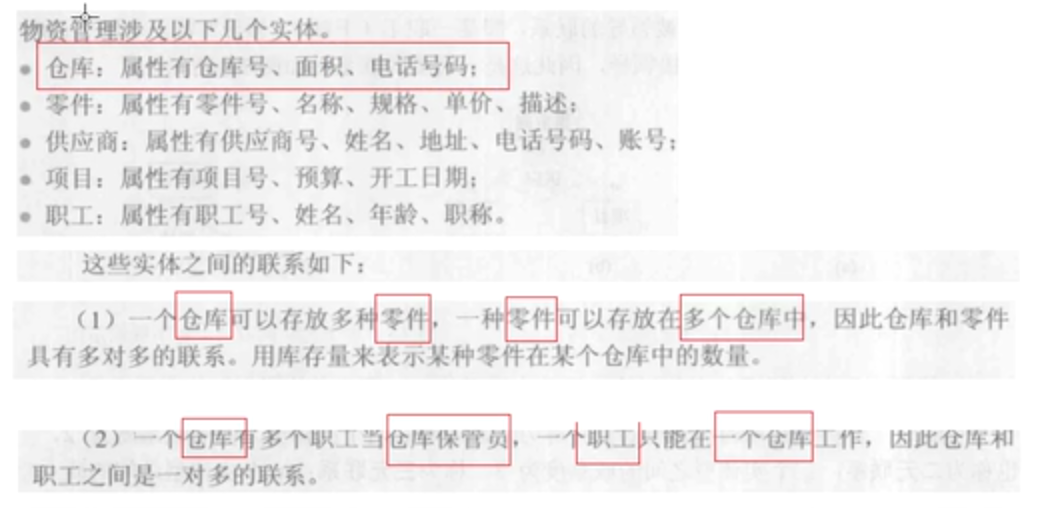 物资管理涉及以下几个实体。
● 仓库：属性有仓库号、面积、电话号码；
● 零件：属性有零件号、名称、规格、单价、描述；
● 供应商：属性有供应商号、姓名、地址、电话号码、账号；
● 项目：属性有项目号、预算、开工日期；
● 职工：属性有职工号、姓名、年龄、职称。
这些实体之间的联系如下：
（1）一个仓库可以存放多种零件，一种零件可以存放在多个仓库中，因此仓库和零件
具有多对多的联系。用库存量来表示某种零件在某个仓库中的数量。
（2）一个仓库有多个职工当仓库保管员，一个职工只能在一个仓库工作，因此仓库和
职工之间是一对多的联系。